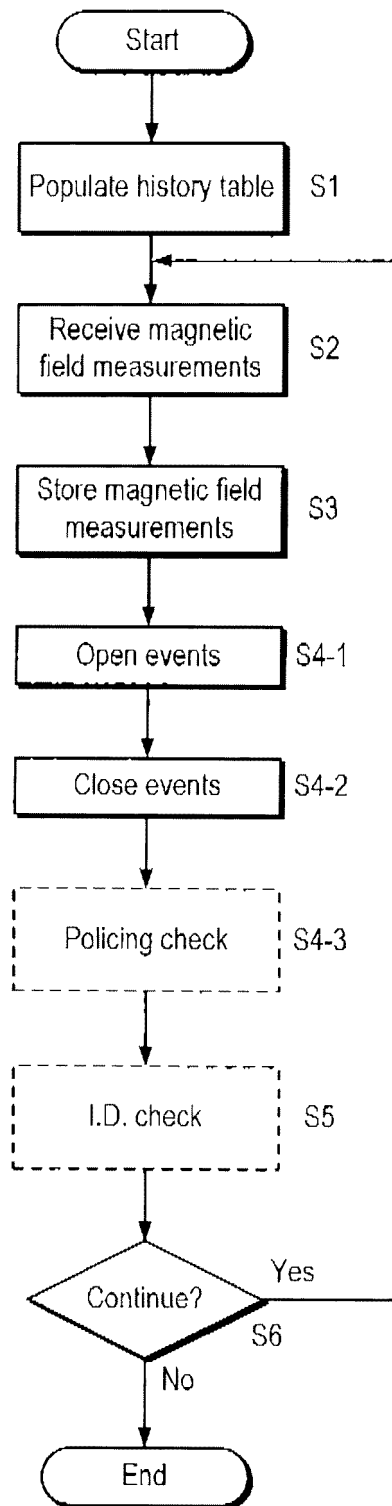 Start
Populate history table S1
Receive magnetic
field measurements
S2
Store magnetic field
measurements
S3
Open events S4-1
Close events S4-2
Policing check S4-3
I.D. check S5
Continue?
Yes
S6
No
End